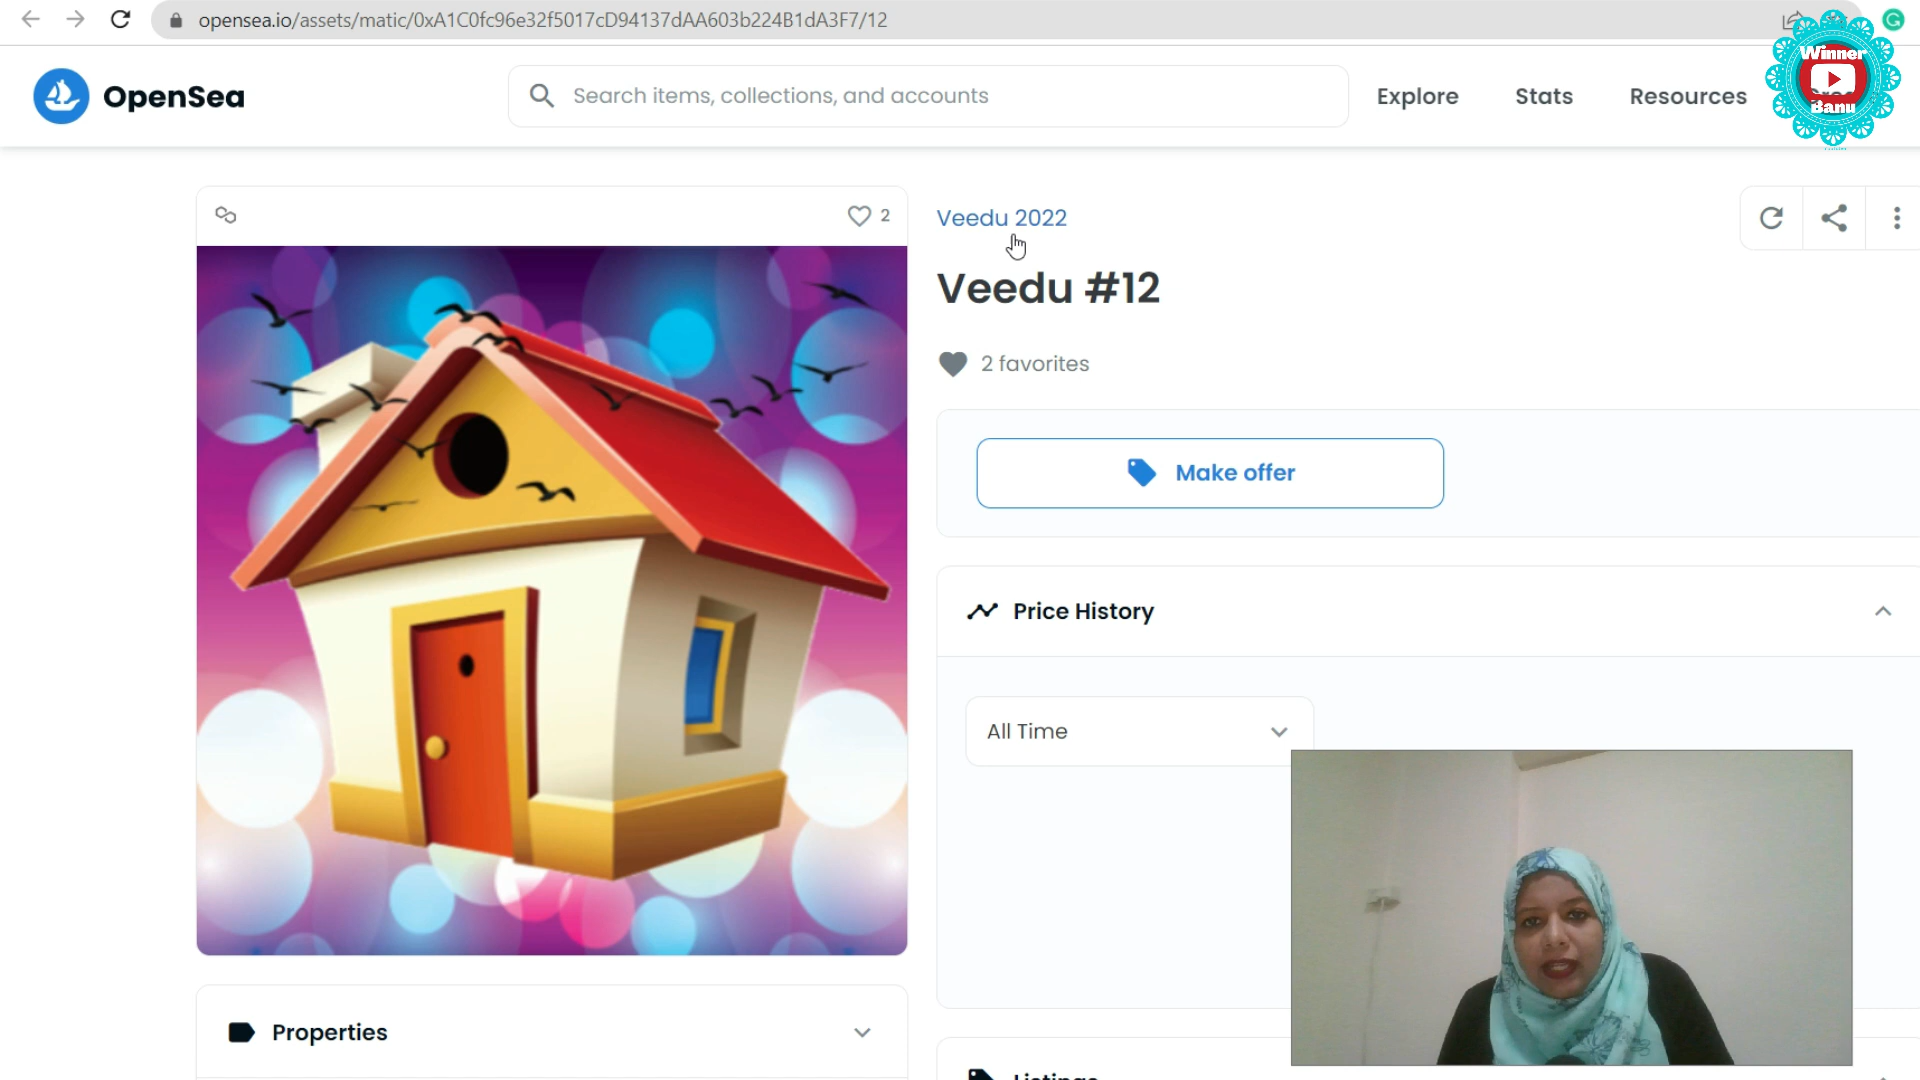 opensea.io/assets/matic/0xA1C0fc96e32f5017cD94137dAA603b224B1dA3F7/12
OpenSea
Search items, collections, and accounts
Explore
Stats
Resources
Winner
Banu
2
Veedu 2022
Veedu #12
2 favorites
Make offer
Price History
All Time
Properties
Listings